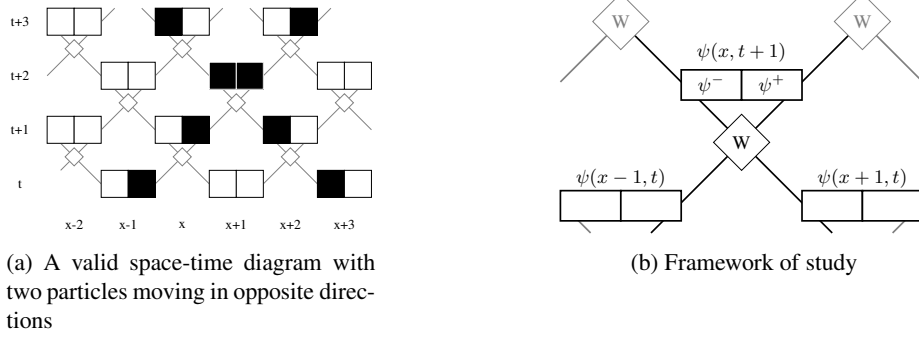 t+3
t+2
t+1
t
x-2 x-1 x x+1 x+2 x+3
(a) A valid space-time diagram with
two particles moving in opposite direc-
tions
W W
ψ(x, t + 1)
ψ⁻ ψ⁺
W
ψ(x − 1, t) ψ(x + 1, t)
(b) Framework of study